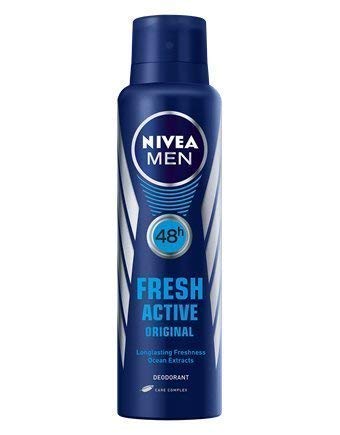 NIVEA
MEN
48h
FRESH
ACTIVE
ORIGINAL
Longlasting Freshness
Ocean Extracts
DEODORANT
CARE COMPLEX